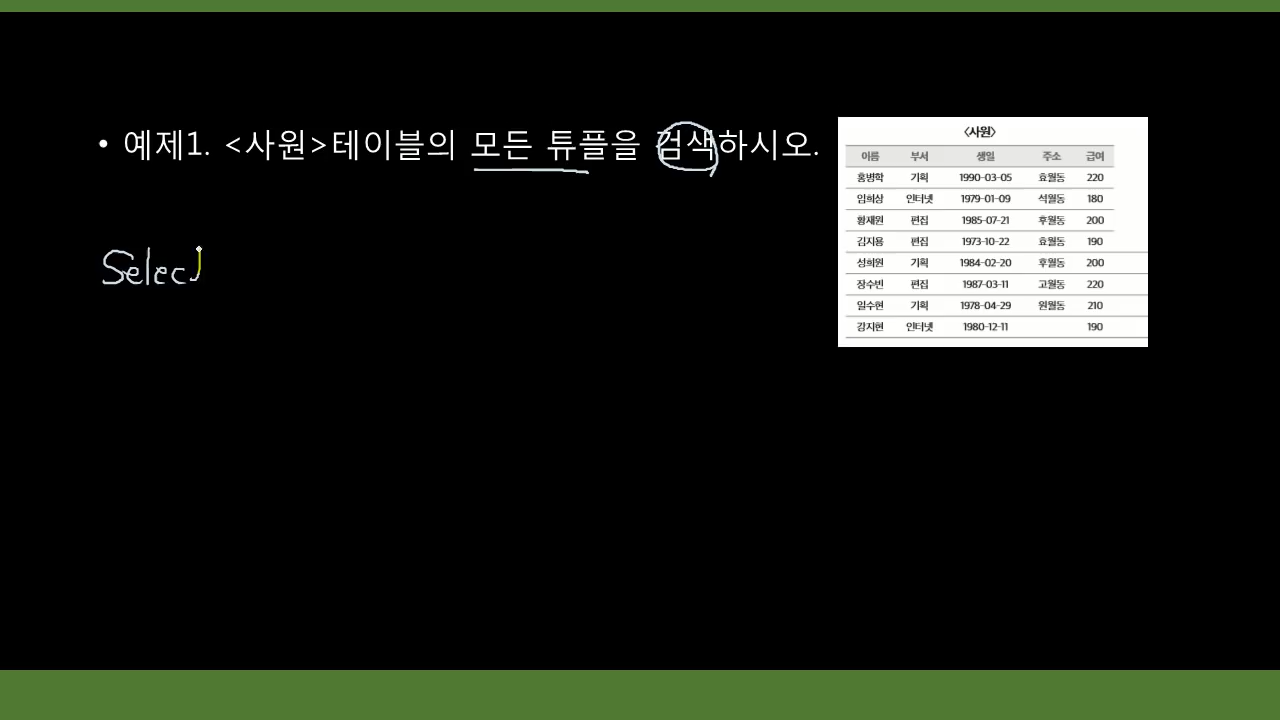 • 예제1. <사원>테이블의 모든 튜플을 검색하시오.
<사원>
이름 부서 생일 주소 급여
홍병학 기획 1990-03-05 효월동 220
임희상 인터넷 1979-01-09 석월동 180
황재원 편집 1985-07-21 후월동 200
김지용 편집 1973-10-22 효월동 190
성희원 기획 1984-02-20 후월동 200
장수빈 편집 1987-03-11 고월동 220
일수현 기획 1978-04-29 원월동 210
강지현 인터넷 1980-12-11 190
Selec